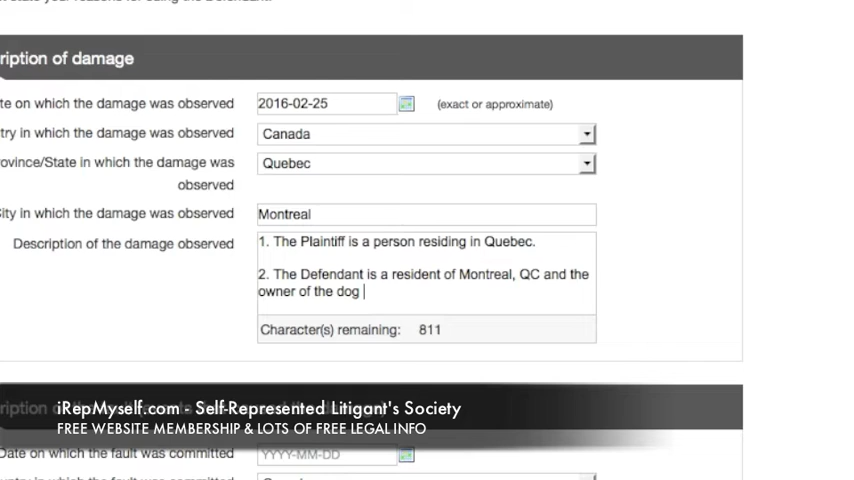 ription of damage
te on which the damage was observed 2016-02-25 (exact or approximate)
try in which the damage was observed Canada
rovince/State in which the damage was observed Quebec
City in which the damage was observed Montreal
Description of the damage observed 1. The Plaintiff is a person residing in Quebec.
2. The Defendant is a resident of Montreal, QC and the
owner of the dog
Character(s) remaining: 811
iRepMyself.com - Self-Represented Litigant's Society
FREE WEBSITE MEMBERSHIP & LOTS OF FREE LEGAL INFO
Date on which the fault was committed YYYY-MM-DD